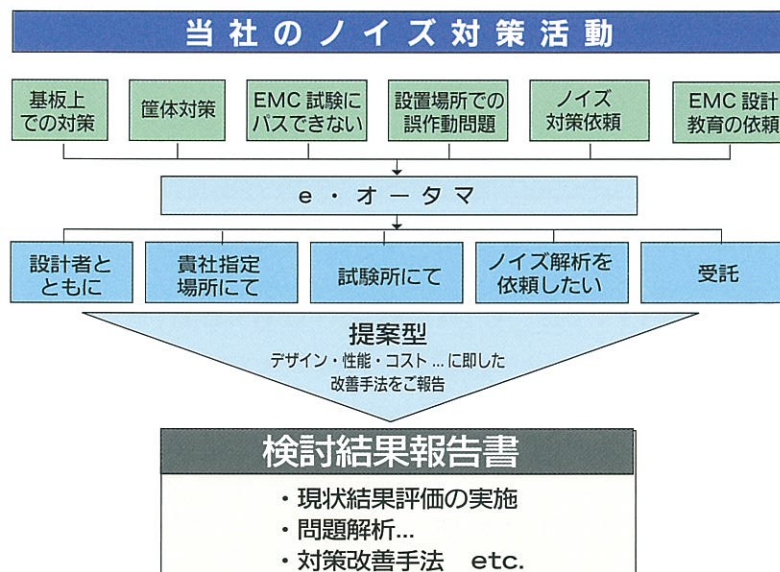 当社のノイズ対策活動
基板上
での対策
筐体対策
EMC 試験に
パスできない
設置場所での
誤作動問題
ノイズ
対策依頼
EMC 設計
教育の依頼
e・オータマ
設計者と
ともに
貴社指定
場所にて
試験所にて
ノイズ解析を
依頼したい
受託
提案型
デザイン・性能・コスト...に即した
改善手法をご報告
検討結果報告書
・現状結果評価の実施
・問題解析...
・対策改善手法 etc.